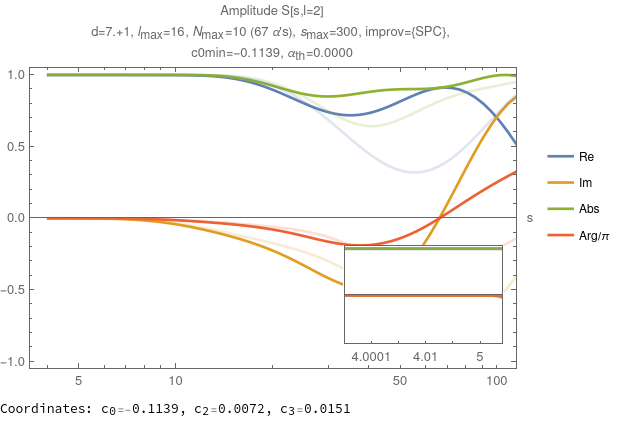 Amplitude S[s,l=2]
d=7.+1, lmax=16, Nmax=10 (67 α's), smax=300, improv={SPC},
c0min=−0.1139, αth=0.0000
1.0
0.5
0.0
−0.5
−1.0
s
Re
Im
Abs
Arg/π
4.0001 4.01 5
5 10 50 100
Coordinates: c0=-0.1139, c2=0.0072, c3=0.0151